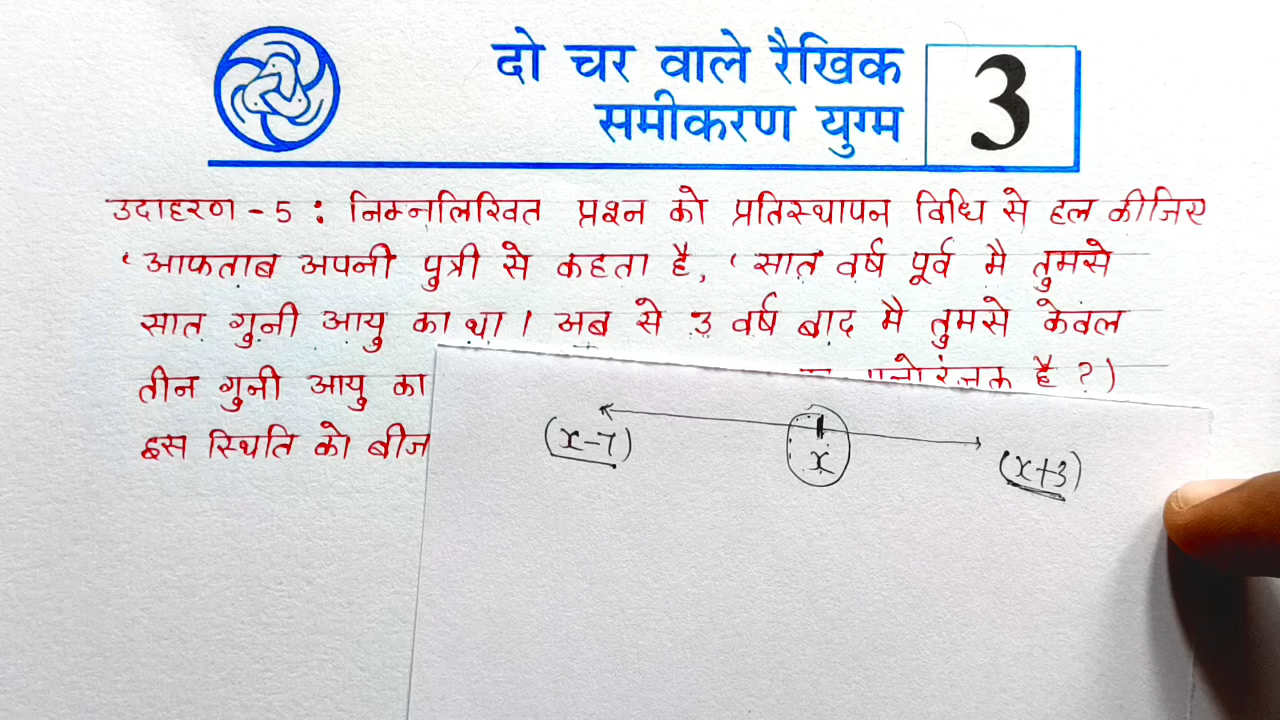 दो चर वाले रैखिक
समीकरण युग्म
3
उदाहरण - 5 : निम्नलिखित प्रश्न को प्रतिस्थापन विधि से हल कीजिए
‘आफताब अपनी पुत्री से कहता है, ‘सात वर्ष पूर्व मै तुमसे
सात गुनी आयु का था। अब से 3 वर्ष बाद मै तुमसे केवल
तीन गुनी आयु का है ?)
इस स्थिति को बीज
(x-7)
x
(x+3)